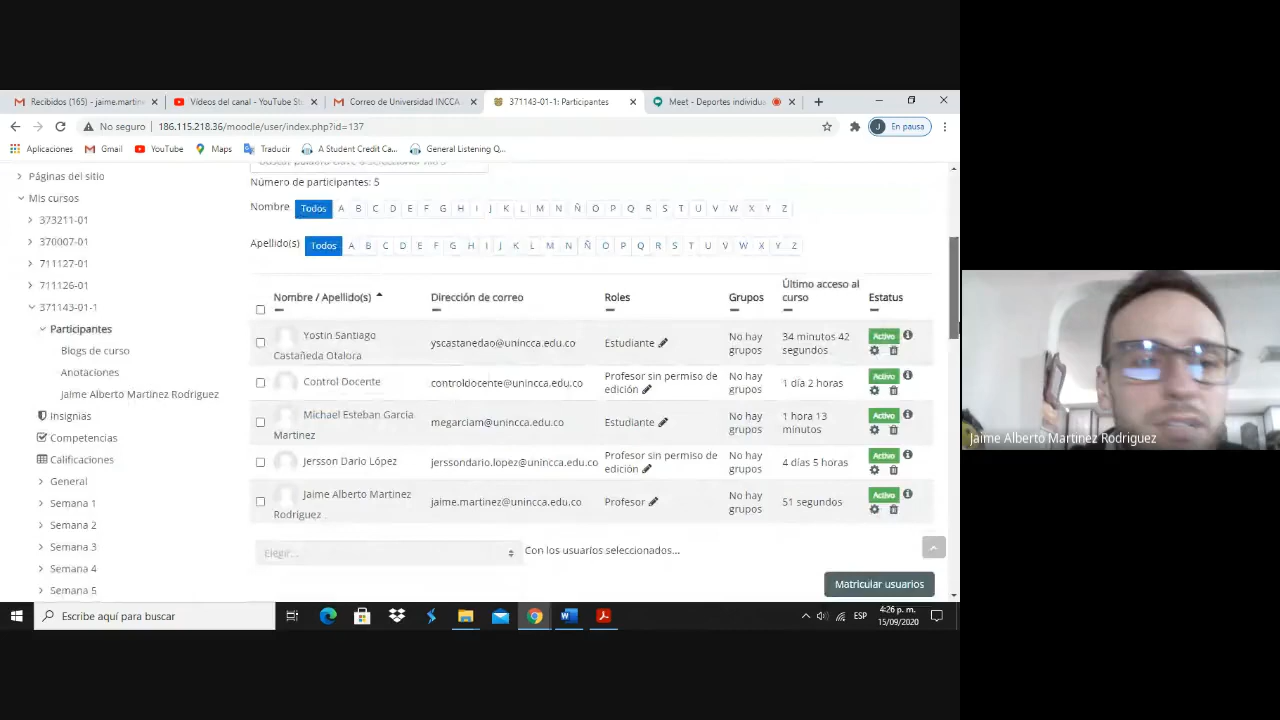 Recibidos (165) - jaime.martine
Vídeos del canal - YouTube St
Correo de Universidad INCCA
371143-01-1: Participantes
Meet - Deportes individu
No seguro
186.115.218.36/moodle/user/index.php?id=137
J En pausa
Aplicaciones
Gmail
YouTube
Maps
Traducir
A Student Credit Ca...
General Listening Q...
Páginas del sitio
Mis cursos
373211-01
370007-01
711127-01
711126-01
371143-01-1
Participantes
Blogs de curso
Anotaciones
Jaime Alberto Martinez Rodriguez
Insignias
Competencias
Calificaciones
General
Semana 1
Semana 2
Semana 3
Semana 4
Semana 5
Número de participantes: 5
Nombre Todos A B C D E F G H I J K L M N Ñ O P Q R S T U V W X Y Z
Apellido(s) Todos A B C D E F G H I J K L M N Ñ O P Q R S T U V W X Y Z
Nombre / Apellido(s) Dirección de correo Roles Grupos Último acceso al curso Estatus
Yostin Santiago Castañeda Otalora yscastanedao@unincca.edu.co Estudiante No hay grupos 34 minutos 42 segundos Activo
Control Docente controldocente@unincca.edu.co Profesor sin permiso de edición No hay grupos 1 día 2 horas Activo
Michael Esteban Garcia Martinez megarciam@unincca.edu.co Estudiante No hay grupos 1 hora 13 minutos Activo
Jersson Dario López jerssondario.lopez@unincca.edu.co Profesor sin permiso de edición No hay grupos 4 días 5 horas Activo
Jaime Alberto Martinez Rodriguez jaime.martinez@unincca.edu.co Profesor No hay grupos 51 segundos Activo
Elegir... Con los usuarios seleccionados...
Matricular usuarios
Escribe aquí para buscar
ESP
4:26 p. m.
15/09/2020
Jaime Alberto Martinez Rodriguez